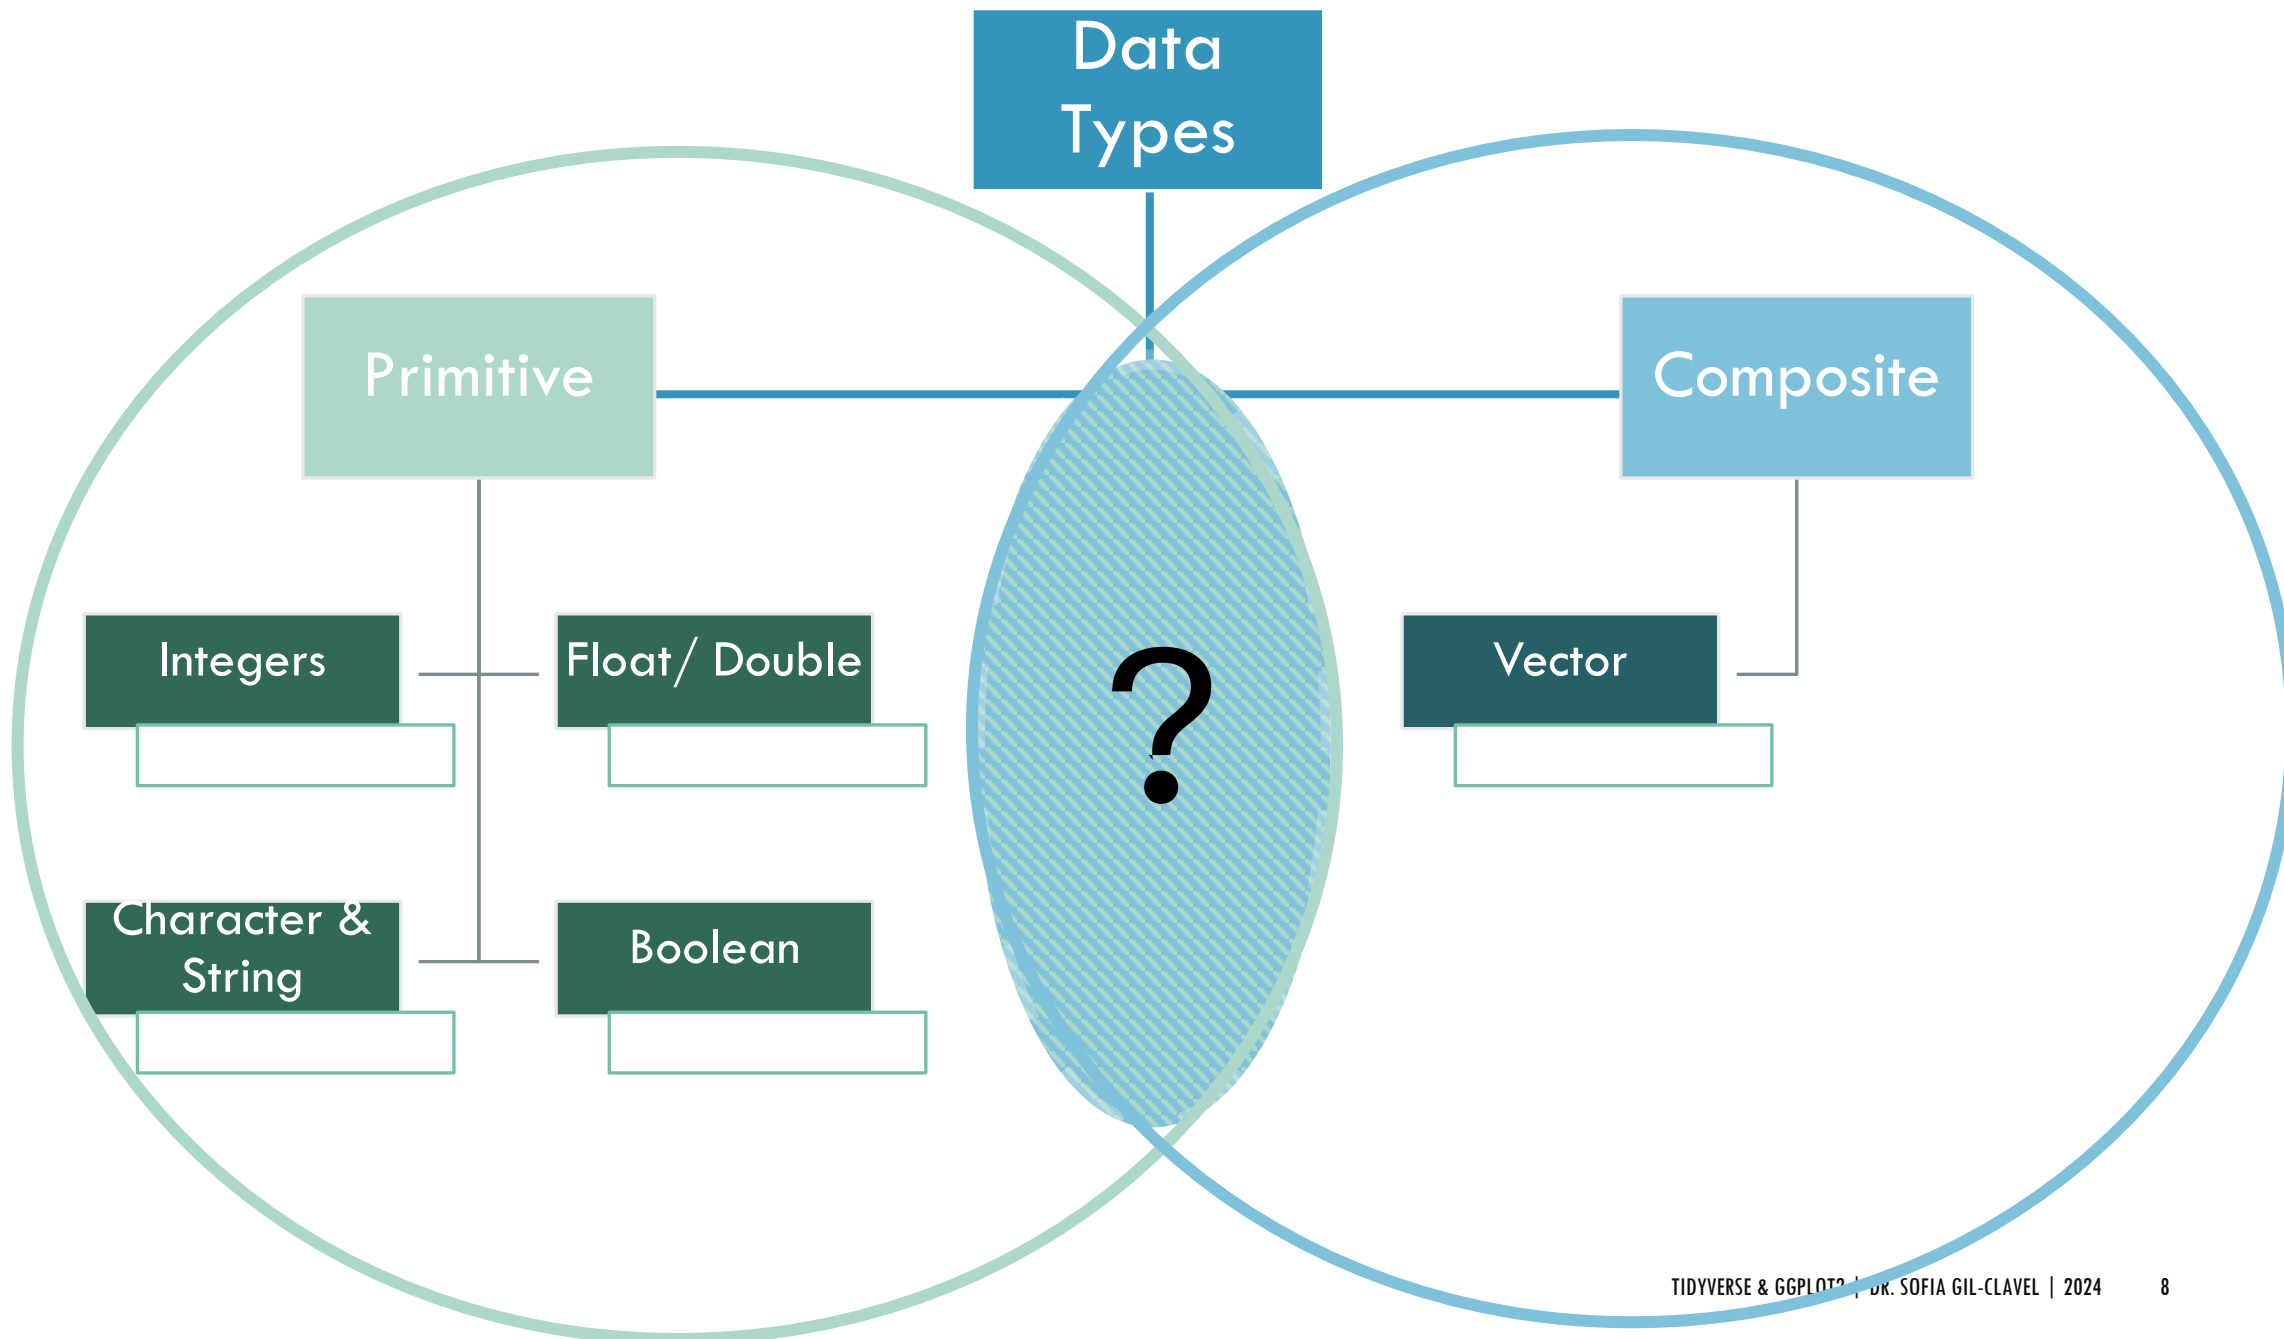 Data
Types
Primitive
Composite
Integers
Float/ Double
?
Vector
Character &
String
Boolean
TIDYVERSE & GGPLOT2 | DR. SOFIA GIL-CLAVEL | 2024 8